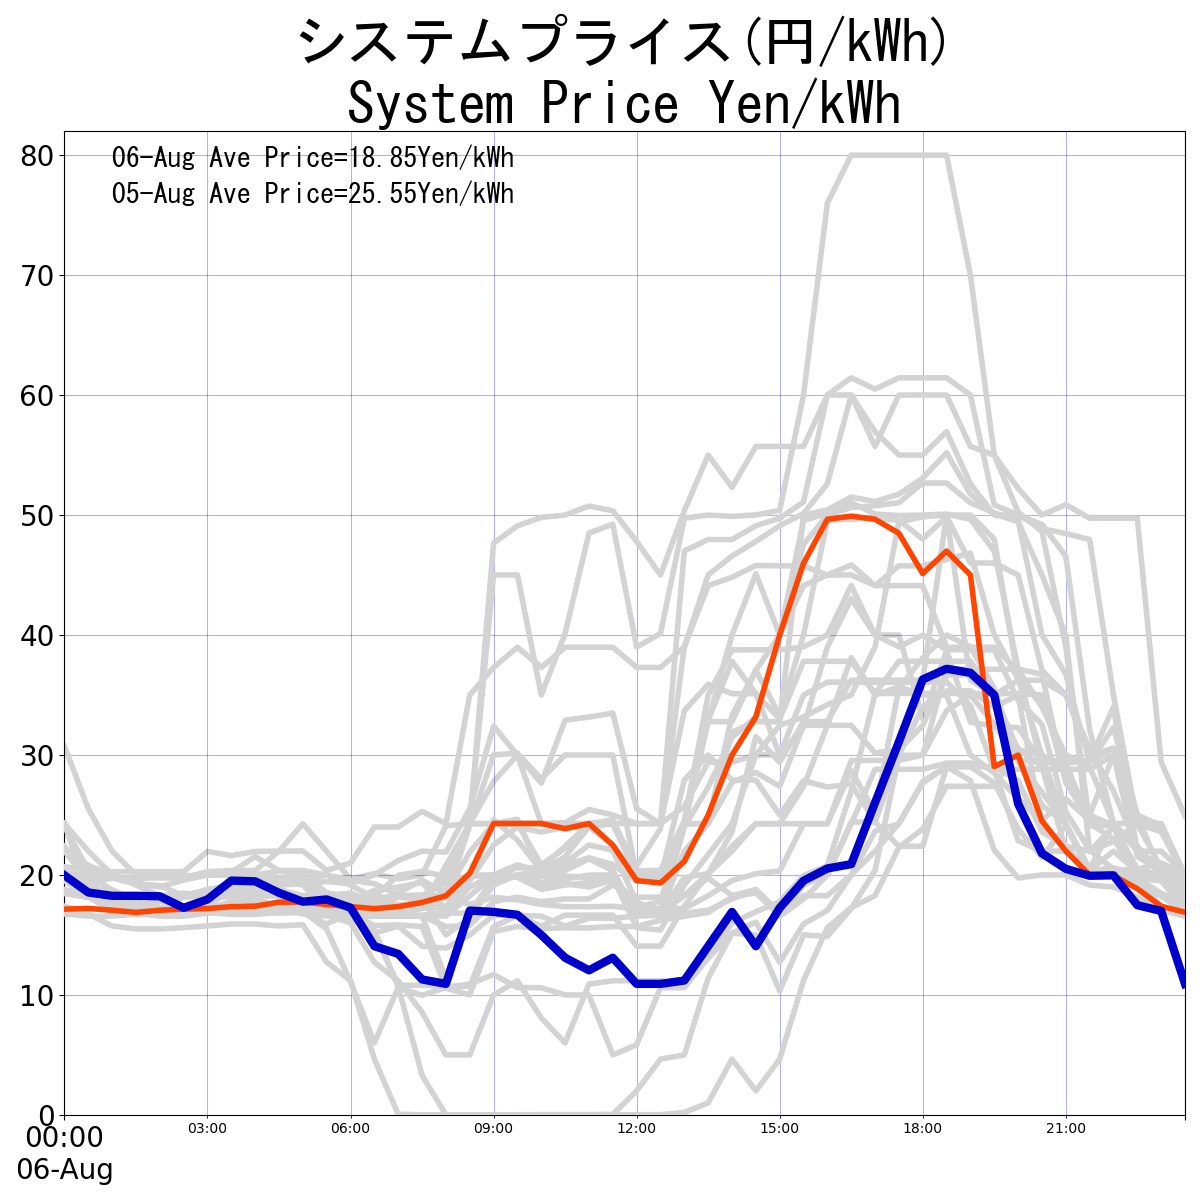 システムプライス(円/kWh)
System Price Yen/kWh
06-Aug Ave Price=18.85Yen/kWh
05-Aug Ave Price=25.55Yen/kWh
80
70
60
50
40
30
20
10
0
00:00 03:00 06:00 09:00 12:00 15:00 18:00 21:00
06-Aug